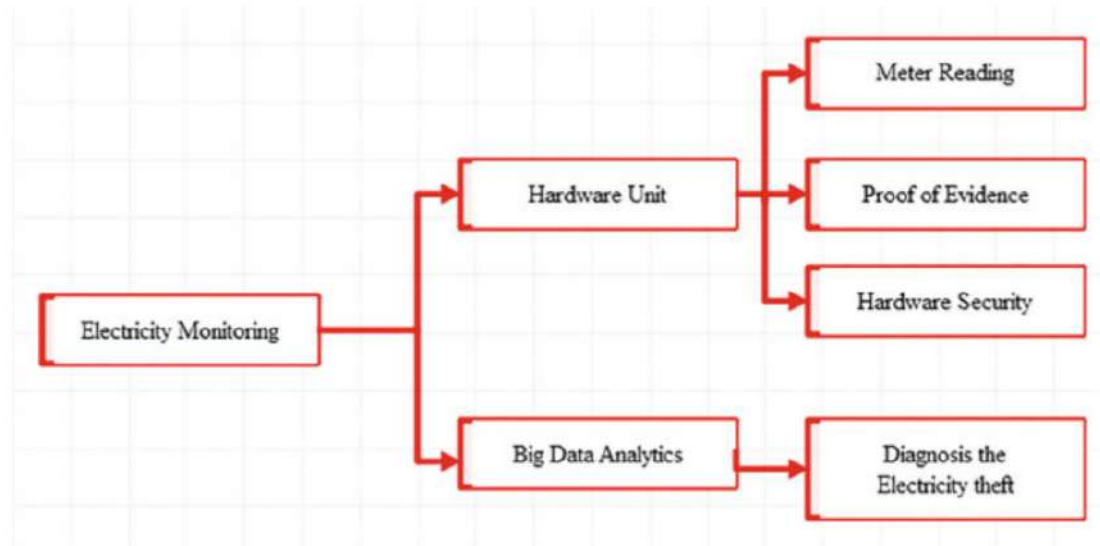 Meter Reading
Hardware Unit
Proof of Evidence
Hardware Security
Electricity Monitoring
Big Data Analytics
Diagnosis the
Electricity theft